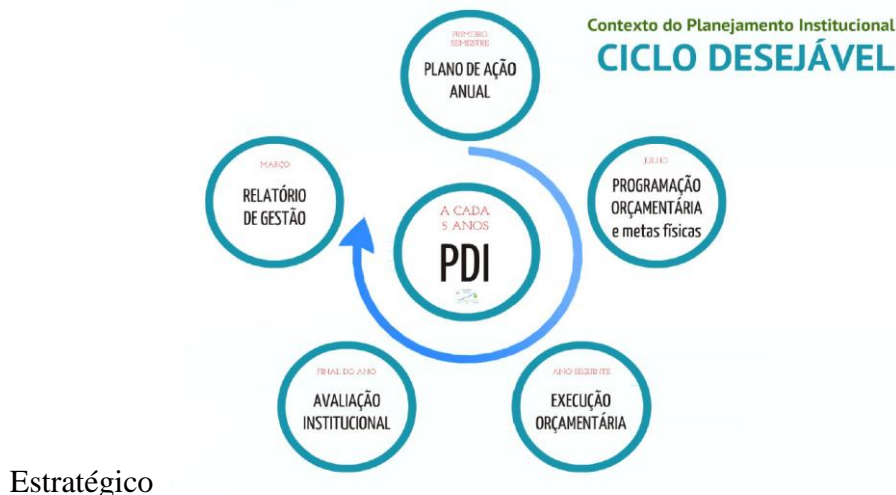 Contexto do Planejamento Institucional
CICLO DESEJÁVEL
PRIMEIRO
SEMESTRE
PLANO DE AÇÃO
ANUAL
JULHO
PROGRAMAÇÃO
ORÇAMENTÁRIA
e metas físicas
ANO SEGUINTE
EXECUÇÃO
ORÇAMENTÁRIA
FINAL DO ANO
AVALIAÇÃO
INSTITUCIONAL
MARÇO
RELATÓRIO
DE GESTÃO
A CADA
5 ANOS
PDI
Estratégico